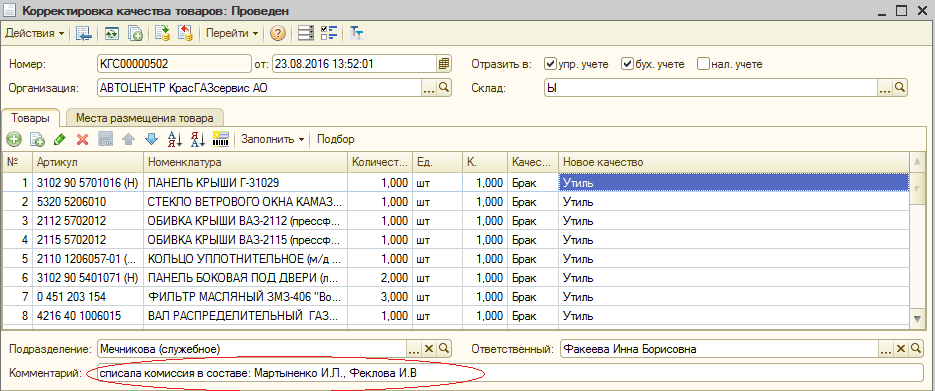 Корректировка качества товаров: Проведен
Действия Перейти
Номер: КГС00000502 от: 23.08.2016 13:52:01 Отразить в: упр. учете бух. учете нал. учете
Организация: АВТОЦЕНТР КрасГАЗсервис АО Склад: Ы
Товары Места размещения товара
Заполнить Подбор
№ Артикул Номенклатура Количест... Ед. К. Качес... Новое качество
1 3102 90 5701016 (Н) ПАНЕЛЬ КРЫШИ Г-31029 1,000 шт 1,000 Брак Утиль
2 5320 5206010 СТЕКЛО ВЕТРОВОГО ОКНА КАМАЗ... 1,000 шт 1,000 Брак Утиль
3 2112 5702012 ОБИВКА КРЫШИ ВАЗ-2112 (прессф... 1,000 шт 1,000 Брак Утиль
4 2115 5702012 ОБИВКА КРЫШИ ВАЗ-2115 (прессф... 1,000 шт 1,000 Брак Утиль
5 2110 1206057-01 (... КОЛЬЦО УПЛОТНИТЕЛЬНОЕ (м/д ... 1,000 шт 1,000 Брак Утиль
6 3102 90 5401071 (Н) ПАНЕЛЬ БОКОВАЯ ПОД ДВЕРИ (л... 2,000 шт 1,000 Брак Утиль
7 0 451 203 154 ФИЛЬТР МАСЛЯНЫЙ ЗМЗ-406 "Bo... 3,000 шт 1,000 Брак Утиль
8 4216 40 1006015 ВАЛ РАСПРЕДЕЛИТЕЛЬНЫЙ ГАЗ... 1,000 шт 1,000 Брак Утиль
Подразделение: Мечникова (служебное) Ответственный: Факеева Инна Борисовна
Комментарий: списала комиссия в составе: Мартыненко И.Л., Феклова И.В